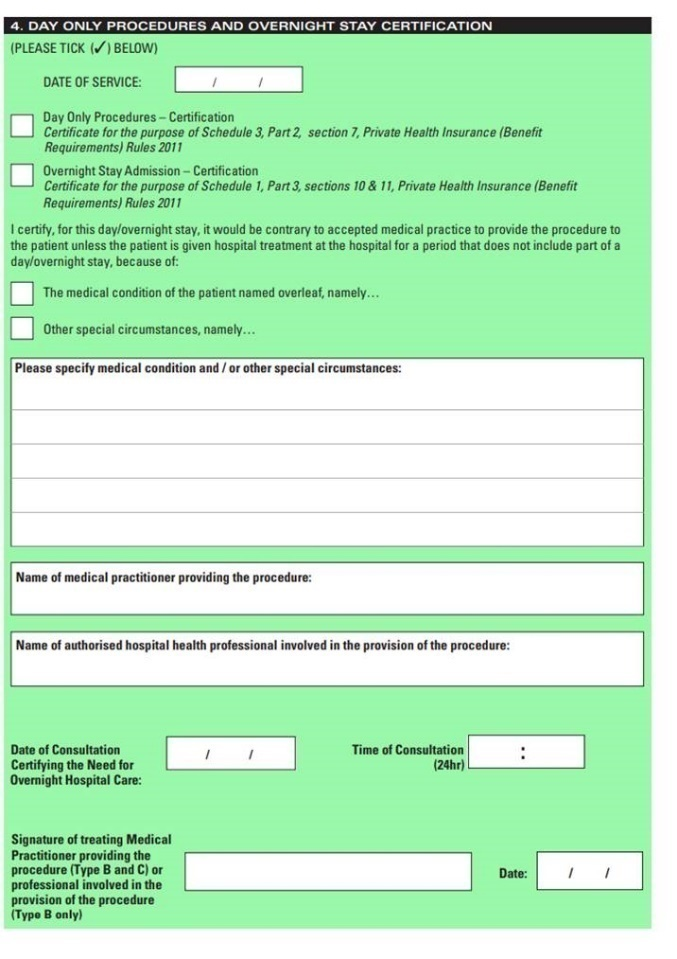 4. DAY ONLY PROCEDURES AND OVERNIGHT STAY CERTIFICATION
(PLEASE TICK (✓) BELOW)
DATE OF SERVICE: / /
Day Only Procedures – Certification
Certificate for the purpose of Schedule 3, Part 2, section 7, Private Health Insurance (Benefit
Requirements) Rules 2011
Overnight Stay Admission – Certification
Certificate for the purpose of Schedule 1, Part 3, sections 10 & 11, Private Health Insurance (Benefit
Requirements) Rules 2011
I certify, for this day/overnight stay, it would be contrary to accepted medical practice to provide the procedure to
the patient unless the patient is given hospital treatment at the hospital for a period that does not include part of a
day/overnight stay, because of:
The medical condition of the patient named overleaf, namely…
Other special circumstances, namely…
Please specify medical condition and / or other special circumstances:
Name of medical practitioner providing the procedure:
Name of authorised hospital health professional involved in the provision of the procedure:
Date of Consultation
Certifying the Need for
Overnight Hospital Care:
/ /
Time of Consultation
(24hr)
:
Signature of treating Medical
Practitioner providing the
procedure (Type B and C) or
professional involved in the
provision of the procedure
(Type B only)
Date: / /